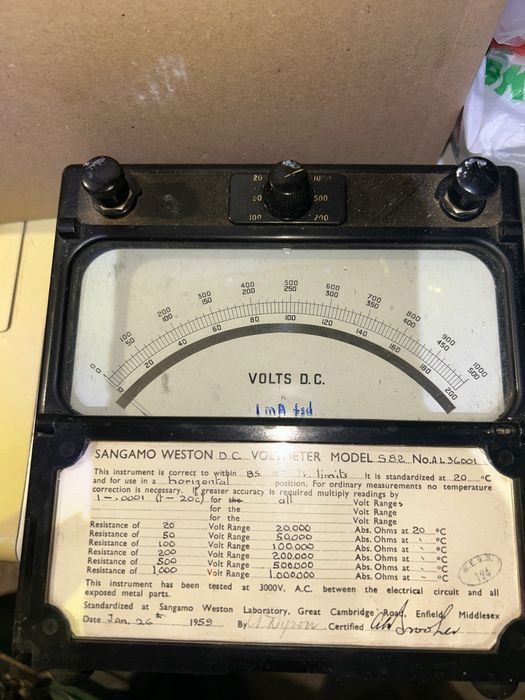 20 1000
50 500
100 200
0 100 200 300 400 500 600 700 800 900 1000
0 50 100 150 200 250 300 350 400 450 500
0 20 40 60 80 100 120 140 160 180 200
VOLTS D.C.
1 mA fsd
SANGAMO WESTON D.C. VOLTMETER MODEL S.82 No. AL36001
This instrument is correct to within BS limits It is standardized at 20 °C
and for use in a horizontal position. For ordinary measurements no temperature
correction is necessary. If greater accuracy is required multiply readings by
1-.0001 (t-20c) for the all Volt Ranges
for the Volt Range
for the Volt Range
Resistance of 20 Volt Range 20.000 Abs. Ohms at 20 °C
Resistance of 50 Volt Range 50,000 Abs. Ohms at " °C
Resistance of 100 Volt Range 100.000 Abs. Ohms at " °C
Resistance of 200 Volt Range 200.000 Abs. Ohms at " °C
Resistance of 500 Volt Range 500.000 Abs. Ohms at " °C
Resistance of 1,000 Volt Range 1.000.000 Abs. Ohms at " °C
This instrument has been tested at 3000V. A.C. between the electrical circuit and all
exposed metal parts.
Standardized at Sangamo Weston Laboratory, Great Cambridge Road, Enfield, Middlesex
Date Jan. 26th 1959 By Certified